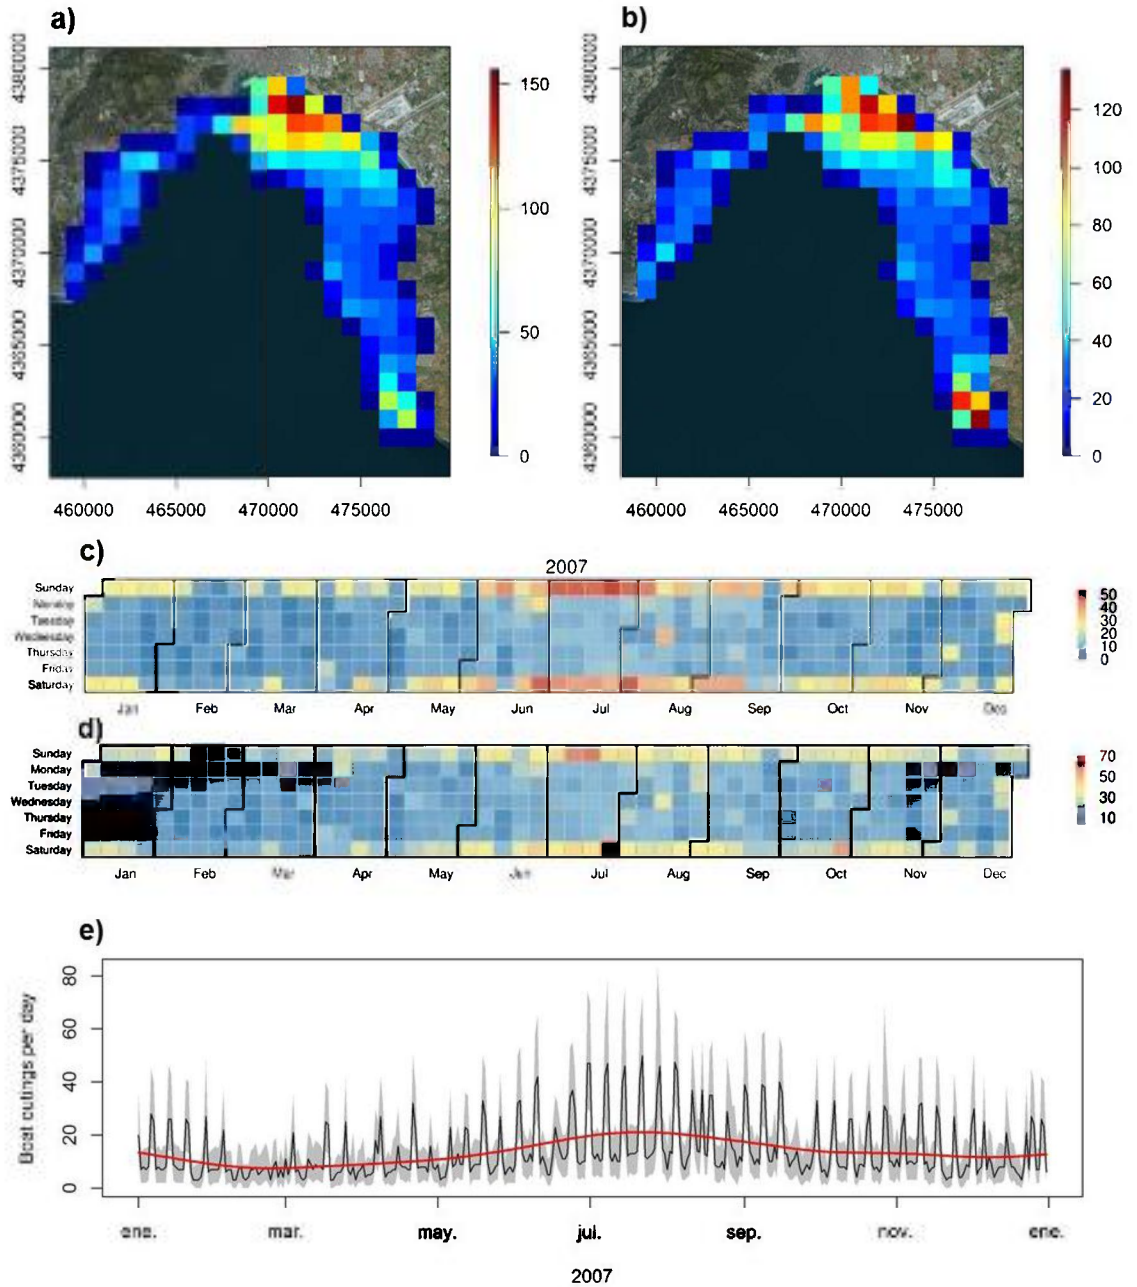 a)
4380000
4375000
4370000
4365000
4360000
460000 465000 470000 475000
150
100
50
0
b)
4380000
4375000
4370000
4365000
4360000
460000 465000 470000 475000
120
100
80
60
40
20
0
c)
2007
Sunday
Monday
Tuesday
Wednesday
Thursday
Friday
Saturday
Jan Feb Mar Apr May Jun Jul Aug Sep Oct Nov Dec
50
40
30
20
10
0
d)
Sunday
Monday
Tuesday
Wednesday
Thursday
Friday
Saturday
Jan Feb Mar Apr May Jun Jul Aug Sep Oct Nov Dec
70
50
30
10
e)
Boat outings per day
80
60
40
20
0
ene. mar. may. jul. sep. nov. ene.
2007